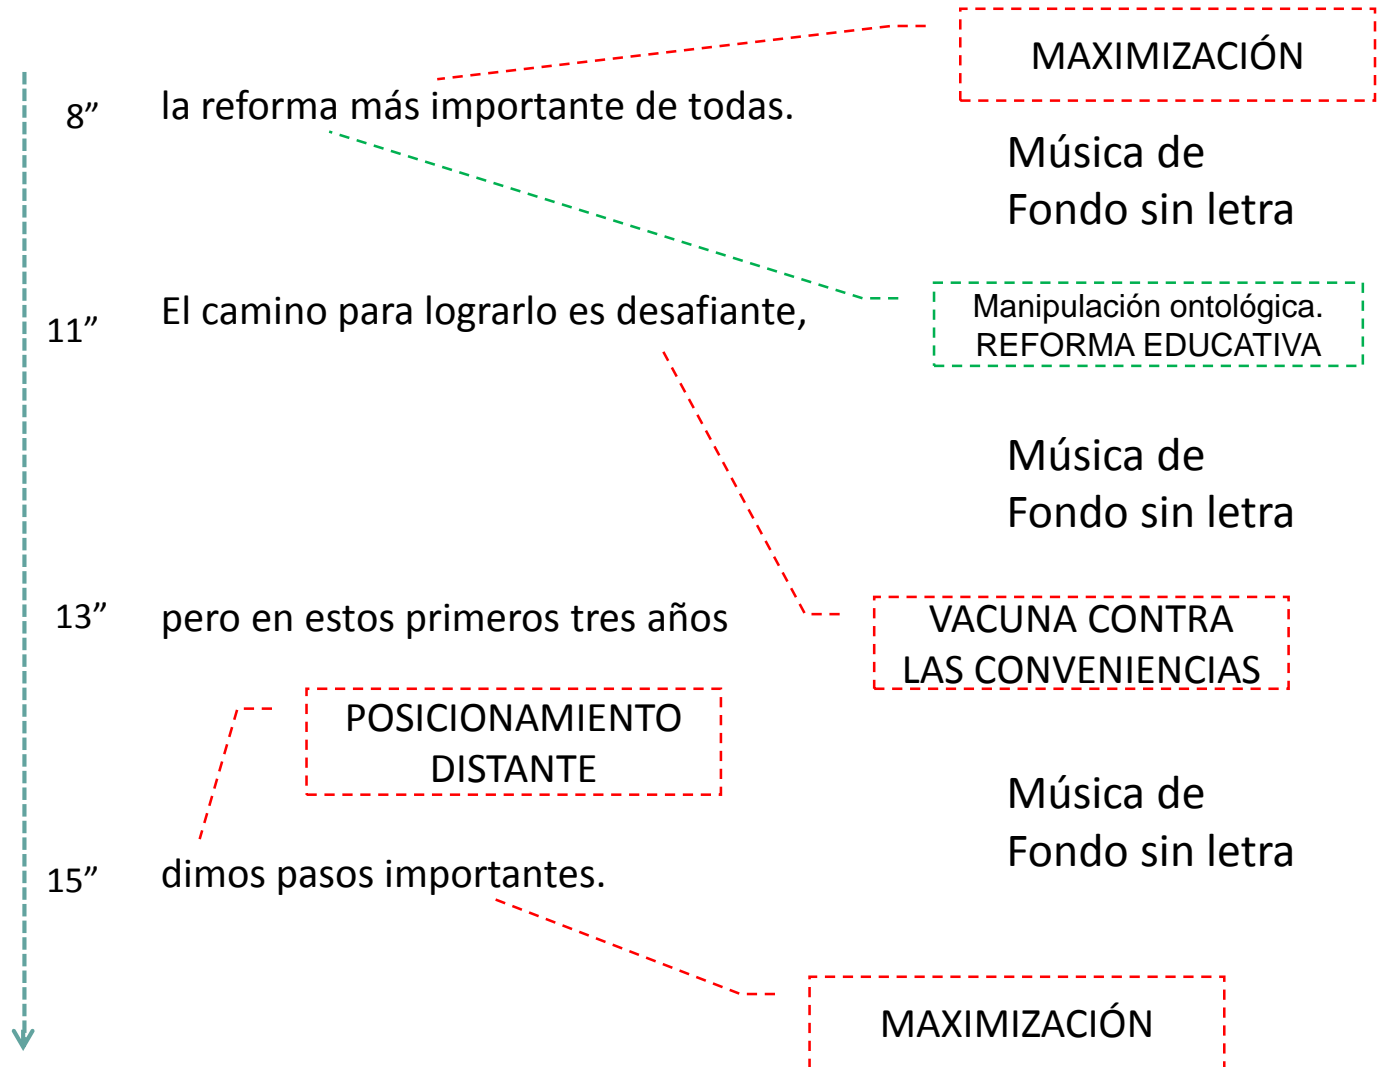 MAXIMIZACIÓN
8” la reforma más importante de todas.
Música de
Fondo sin letra
11” El camino para lograrlo es desafiante,
Manipulación ontológica.
REFORMA EDUCATIVA
Música de
Fondo sin letra
13” pero en estos primeros tres años
VACUNA CONTRA
LAS CONVENIENCIAS
POSICIONAMIENTO
DISTANTE
Música de
Fondo sin letra
15” dimos pasos importantes.
MAXIMIZACIÓN